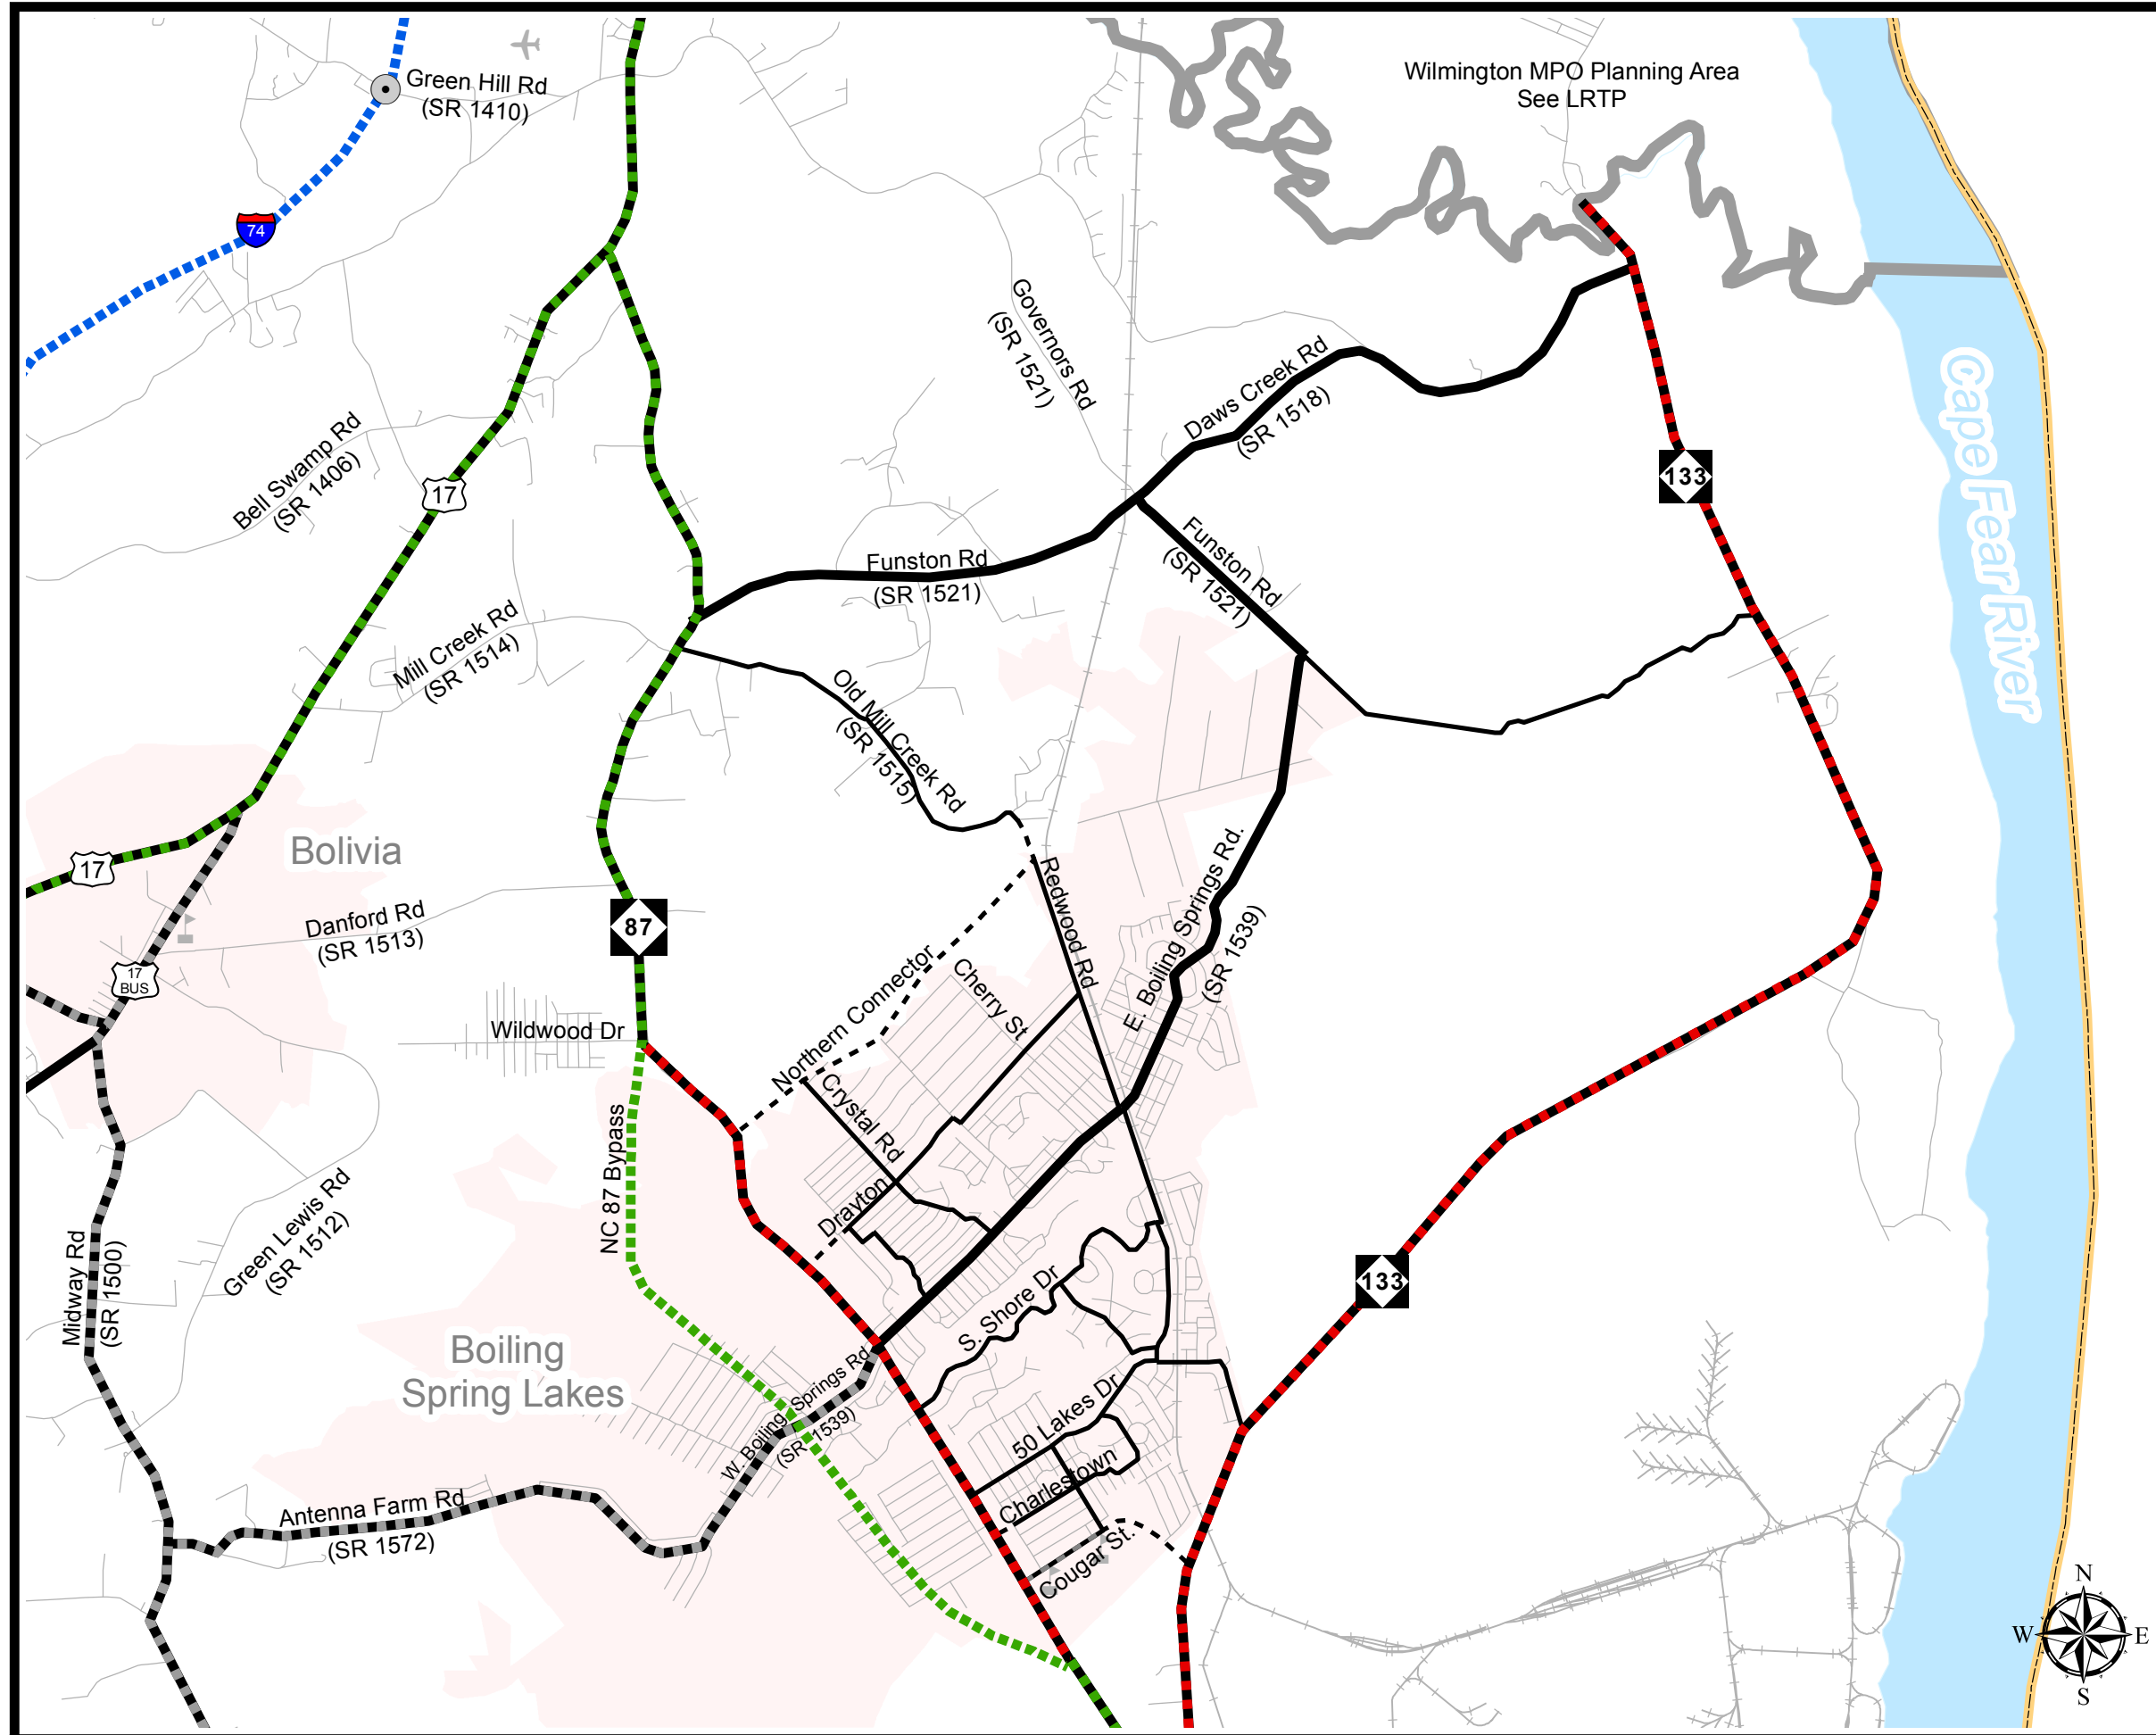 Wilmington MPO Planning Area
See LRTP
Green Hill Rd
(SR 1410)
74
Governors Rd
(SR 1521)
Daws Creek Rd
(SR 1518)
Cape Fear River
Bell Swamp Rd
(SR 1406)
17
133
Funston Rd
(SR 1521)
Funston Rd
(SR 1521)
Mill Creek Rd
(SR 1514)
Old Mill Creek Rd
(SR 1515)
Bolivia
17
Redwood Rd
E. Boiling Springs Rd.
(SR 1539)
Danford Rd
(SR 1513)
87
17
BUS
Northern Connector
Cherry St
Wildwood Dr
Crystal Rd
NC 87 Bypass
Drayton
Green Lewis Rd
(SR 1512)
Midway Rd
(SR 1500)
133
S. Shore Dr
Boiling
Spring Lakes
W. Boiling Springs Rd
(SR 1539)
50 Lakes Dr
Charlestown
Antenna Farm Rd
(SR 1572)
Cougar St.
N
W
E
S